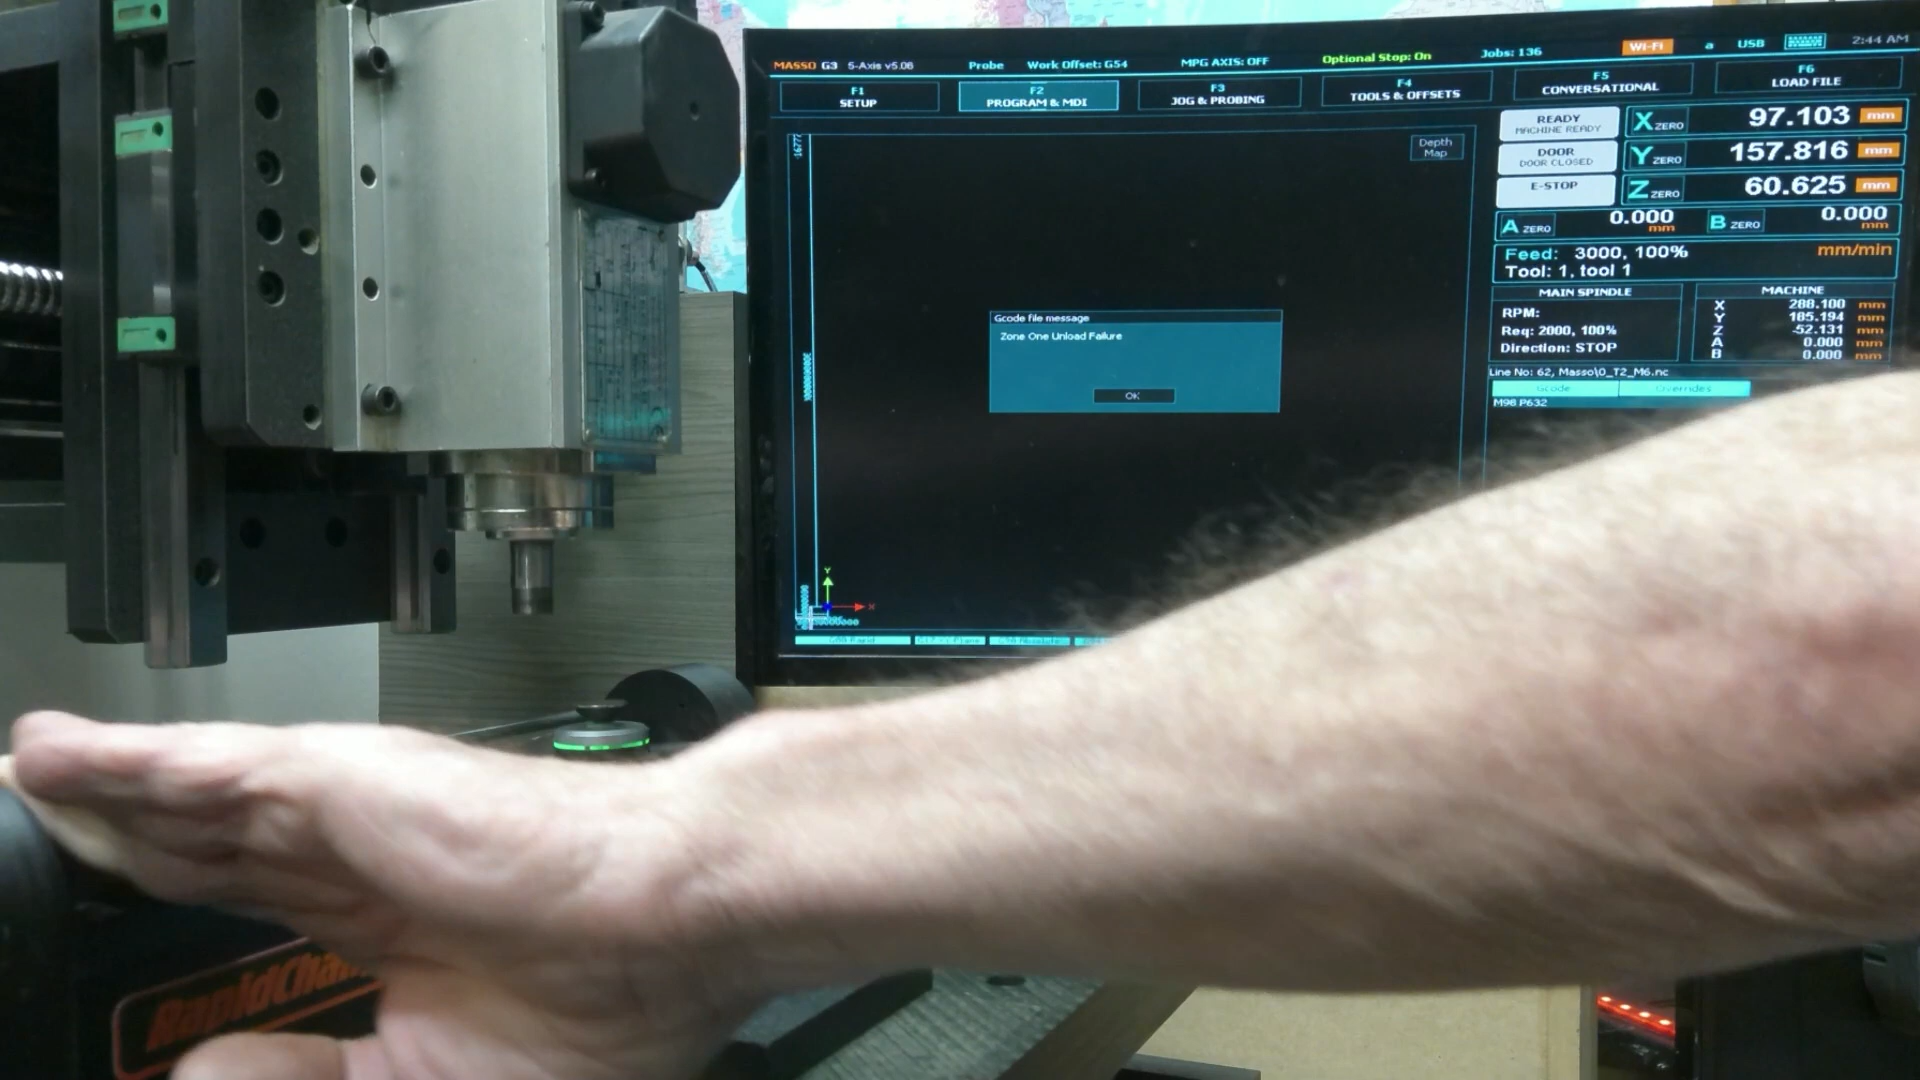 MASSO G3 5-Axis v5.06 Probe Work Offset: G54 MPG AXIS: OFF Optional Stop: On Jobs: 136 Wi-Fi a USB 2:44 AM
F1 SETUP
F2 PROGRAM & MDI
F3 JOG & PROBING
F4 TOOLS & OFFSETS
F5 CONVERSATIONAL
F6 LOAD FILE
Depth Map
READY
MACHINE READY
DOOR
DOOR CLOSED
E-STOP
X ZERO 97.103 mm
Y ZERO 157.816 mm
Z ZERO 60.625 mm
A ZERO 0.000 mm B ZERO 0.000 mm
Feed: 3000, 100% mm/min
Tool: 1, tool 1
MAIN SPINDLE
RPM:
Req: 2000, 100%
Direction: STOP
MACHINE
X 288.100 mm
Y 185.194 mm
Z -52.131 mm
A 0.000 mm
B 0.000 mm
Line No: 62, Masso\0_T2_M6.nc
Gcode Overrides
M98 P632
Gcode file message
Zone One Unload Failure
OK
Y
X